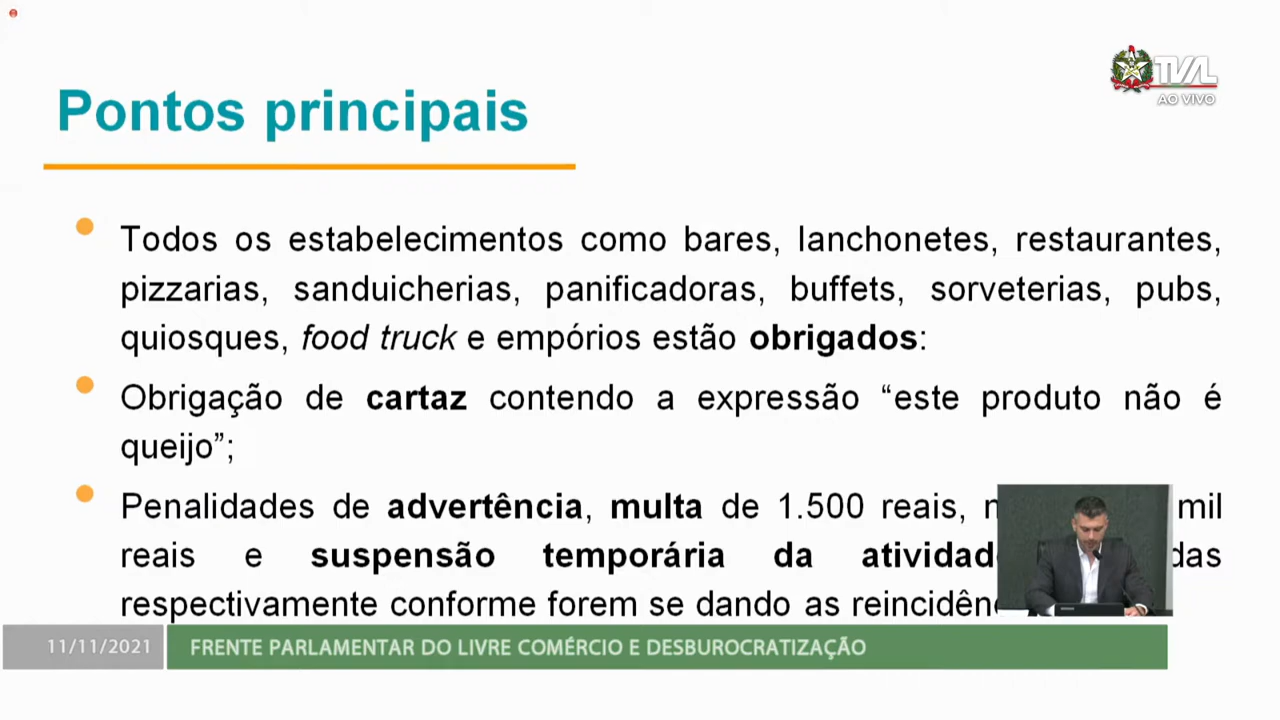 TVAL
AO VIVO
Pontos principais
Todos os estabelecimentos como bares, lanchonetes, restaurantes,
pizzarias, sanduicherias, panificadoras, buffets, sorveterias, pubs,
quiosques, food truck e empórios estão obrigados:
Obrigação de cartaz contendo a expressão “este produto não é
queijo”;
Penalidades de advertência, multa de 1.500 reais, mil
reais e suspensão temporária da
respectivamente conforme forem se dando as
11/11/2021
FRENTE PARLAMENTAR DO LIVRE COMÉRCIO E DESBUROCRATIZAÇÃO